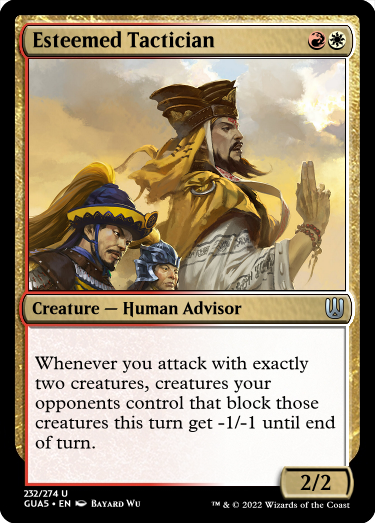 Esteemed Tactician
Creature — Human Advisor
Whenever you attack with exactly
two creatures, creatures your
opponents control that block those
creatures this turn get -1/-1 until end
of turn.
2/2
232/274 U
GUA5 • EN Bayard Wu
™ & © 2022 Wizards of the Coast